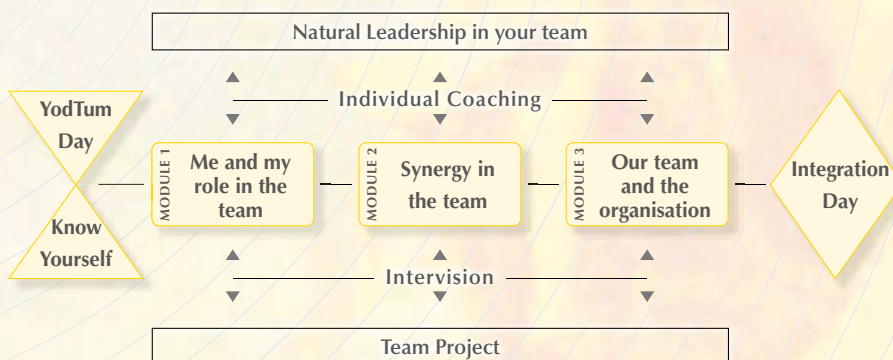 Natural Leadership in your team
Individual Coaching
YodTum
Day
Know
Yourself
MODULE 1
Me and my
role in the
team
MODULE 2
Synergy in
the team
MODULE 3
Our team
and the
organisation
Integration
Day
Intervision
Team Project